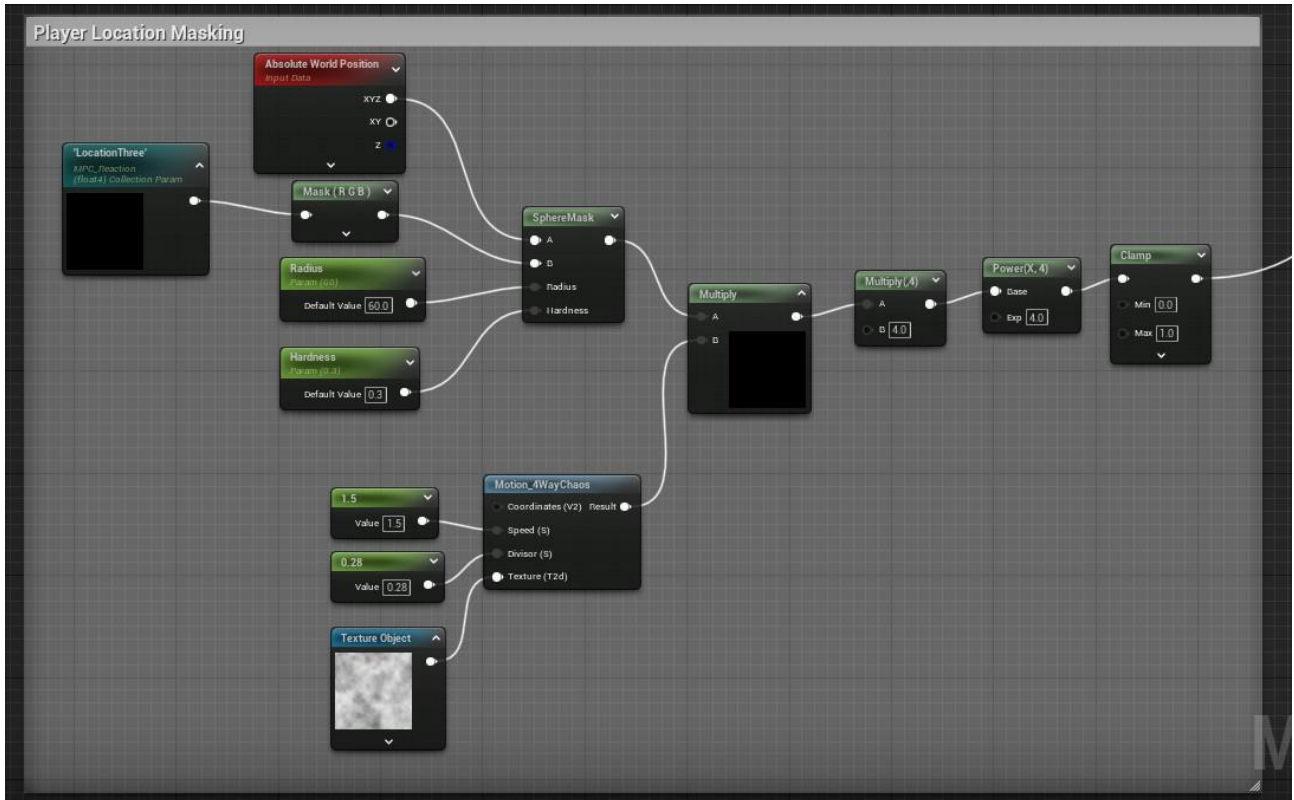 Player Location Masking
Absolute World Position
Input Data
XYZ
XY
Z
'LocationThree'
MPC_Reaction
(float4) Collection Param
Mask ( R G B )
Radius
Param (60)
Default Value 60.0
Hardness
Param (0.3)
Default Value 0.3
SphereMask
A
B
Radius
Hardness
Multiply
A
B
Multiply(,4)
A
B 4.0
Power(X, 4)
Base
Exp 4.0
Clamp
Min 0.0
Max 1.0
1.5
Value 1.5
0.28
Value 0.28
Motion_4WayChaos
Coordinates (V2) Result
Speed (S)
Divisor (S)
Texture (T2d)
Texture Object
M